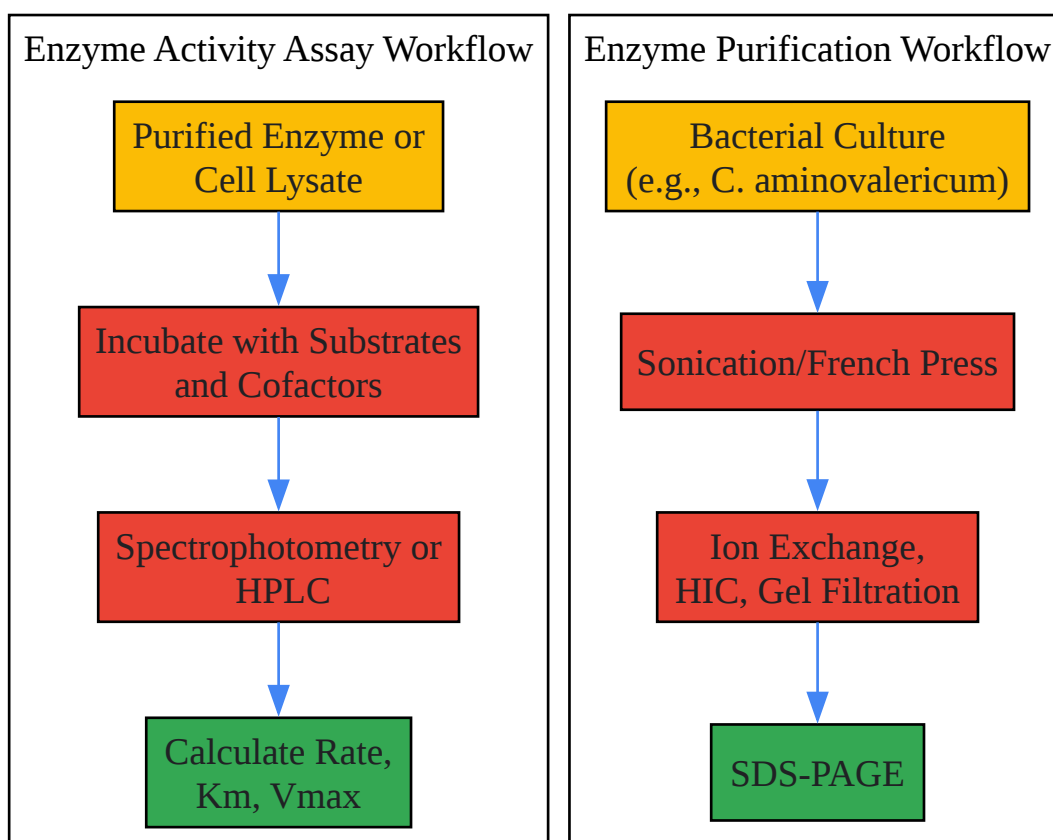 Enzyme Activity Assay Workflow
Purified Enzyme or
Cell Lysate
Incubate with Substrates
and Cofactors
Spectrophotometry or
HPLC
Calculate Rate,
Km, Vmax
Enzyme Purification Workflow
Bacterial Culture
(e.g., C. aminovalericum)
Sonication/French Press
Ion Exchange,
HIC, Gel Filtration
SDS-PAGE